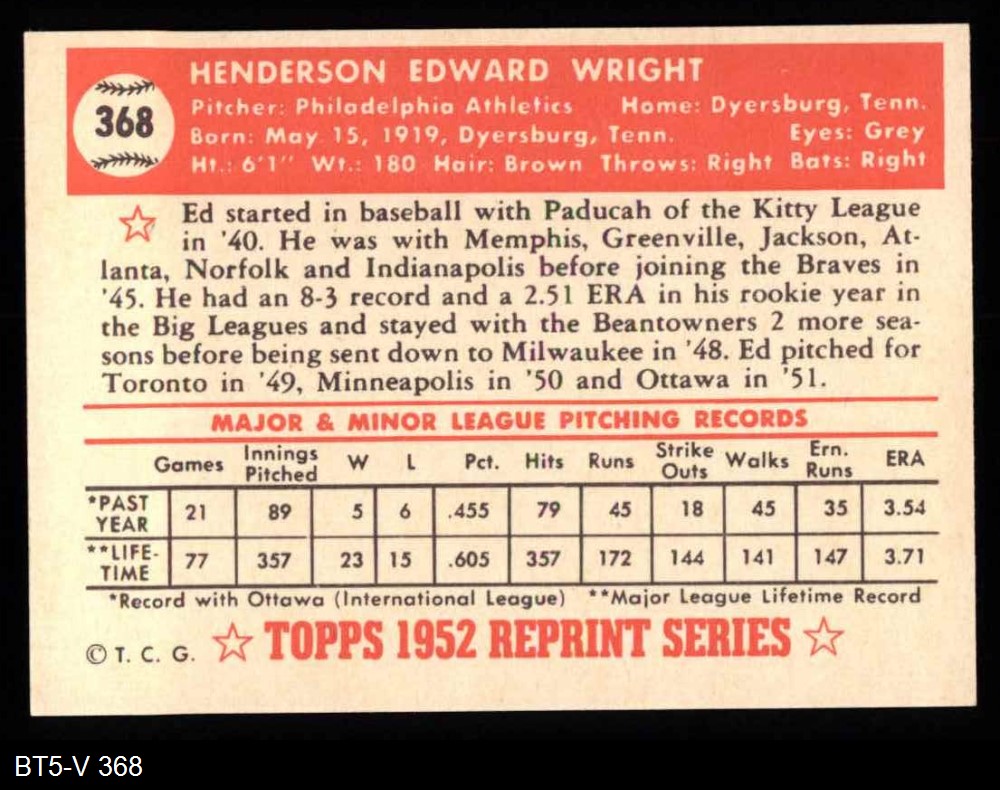 368
HENDERSON EDWARD WRIGHT
Pitcher: Philadelphia Athletics Home: Dyersburg, Tenn.
Born: May 15, 1919, Dyersburg, Tenn. Eyes: Grey
Ht.: 6'1" Wt.: 180 Hair: Brown Throws: Right Bats: Right
Ed started in baseball with Paducah of the Kitty League
in '40. He was with Memphis, Greenville, Jackson, At-
lanta, Norfolk and Indianapolis before joining the Braves in
'45. He had an 8-3 record and a 2.51 ERA in his rookie year in
the Big Leagues and stayed with the Beantowners 2 more sea-
sons before being sent down to Milwaukee in '48. Ed pitched for
Toronto in '49, Minneapolis in '50 and Ottawa in '51.
MAJOR & MINOR LEAGUE PITCHING RECORDS
Games Innings Pitched W L Pct. Hits Runs Strike Outs Walks Ern. Runs ERA
*PAST YEAR 21 89 5 6 .455 79 45 18 45 35 3.54
**LIFE-TIME 77 357 23 15 .605 357 172 144 141 147 3.71
*Record with Ottawa (International League) **Major League Lifetime Record
© T. C. G. TOPPS 1952 REPRINT SERIES
BT5-V 368